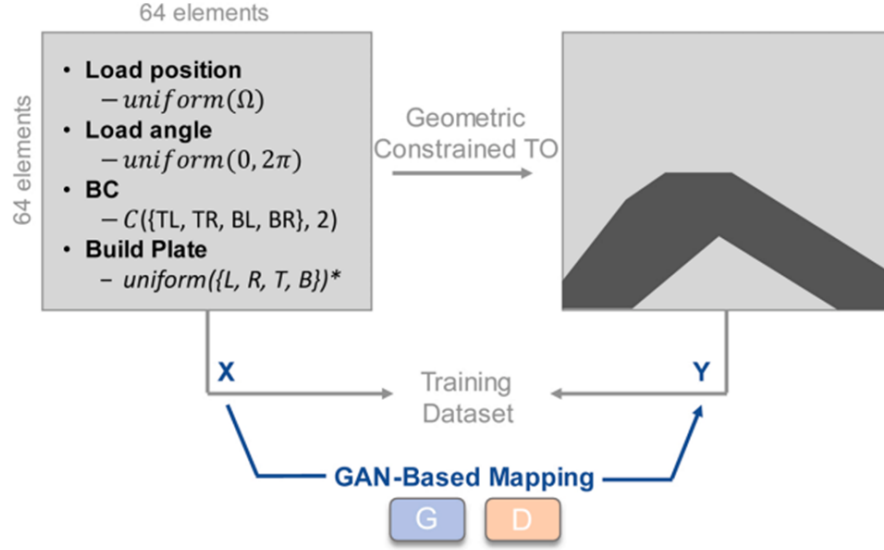 64 elements
64 elements
• Load position
– uniform(Ω)
• Load angle
– uniform(0, 2π)
• BC
– C({TL, TR, BL, BR}, 2)
• Build Plate
– uniform({L, R, T, B})*
Geometric
Constrained TO
X
Training
Dataset
Y
GAN-Based Mapping
G
D